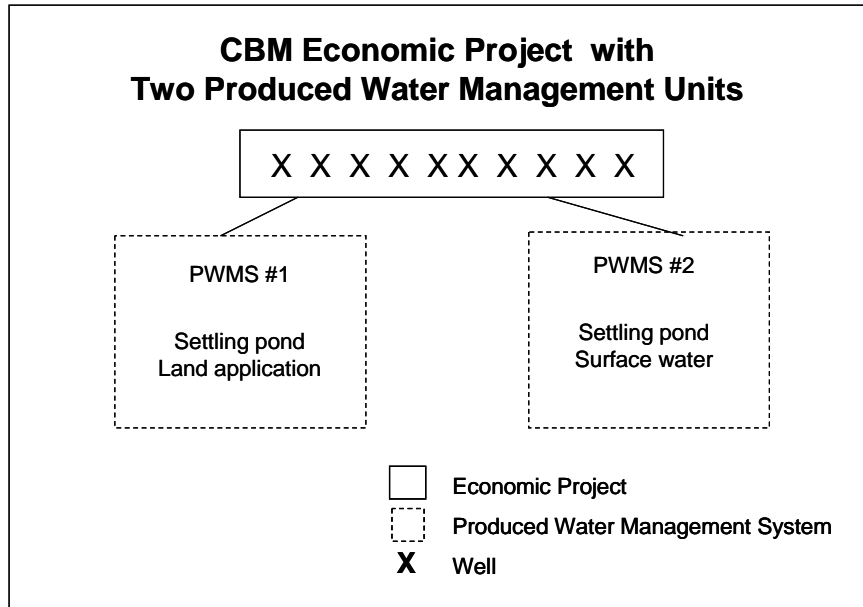 CBM Economic Project with
Two Produced Water Management Units
X X X X X X X X X X
PWMS #1
Settling pond
Land application
PWMS #2
Settling pond
Surface water
Economic Project
Produced Water Management System
X Well